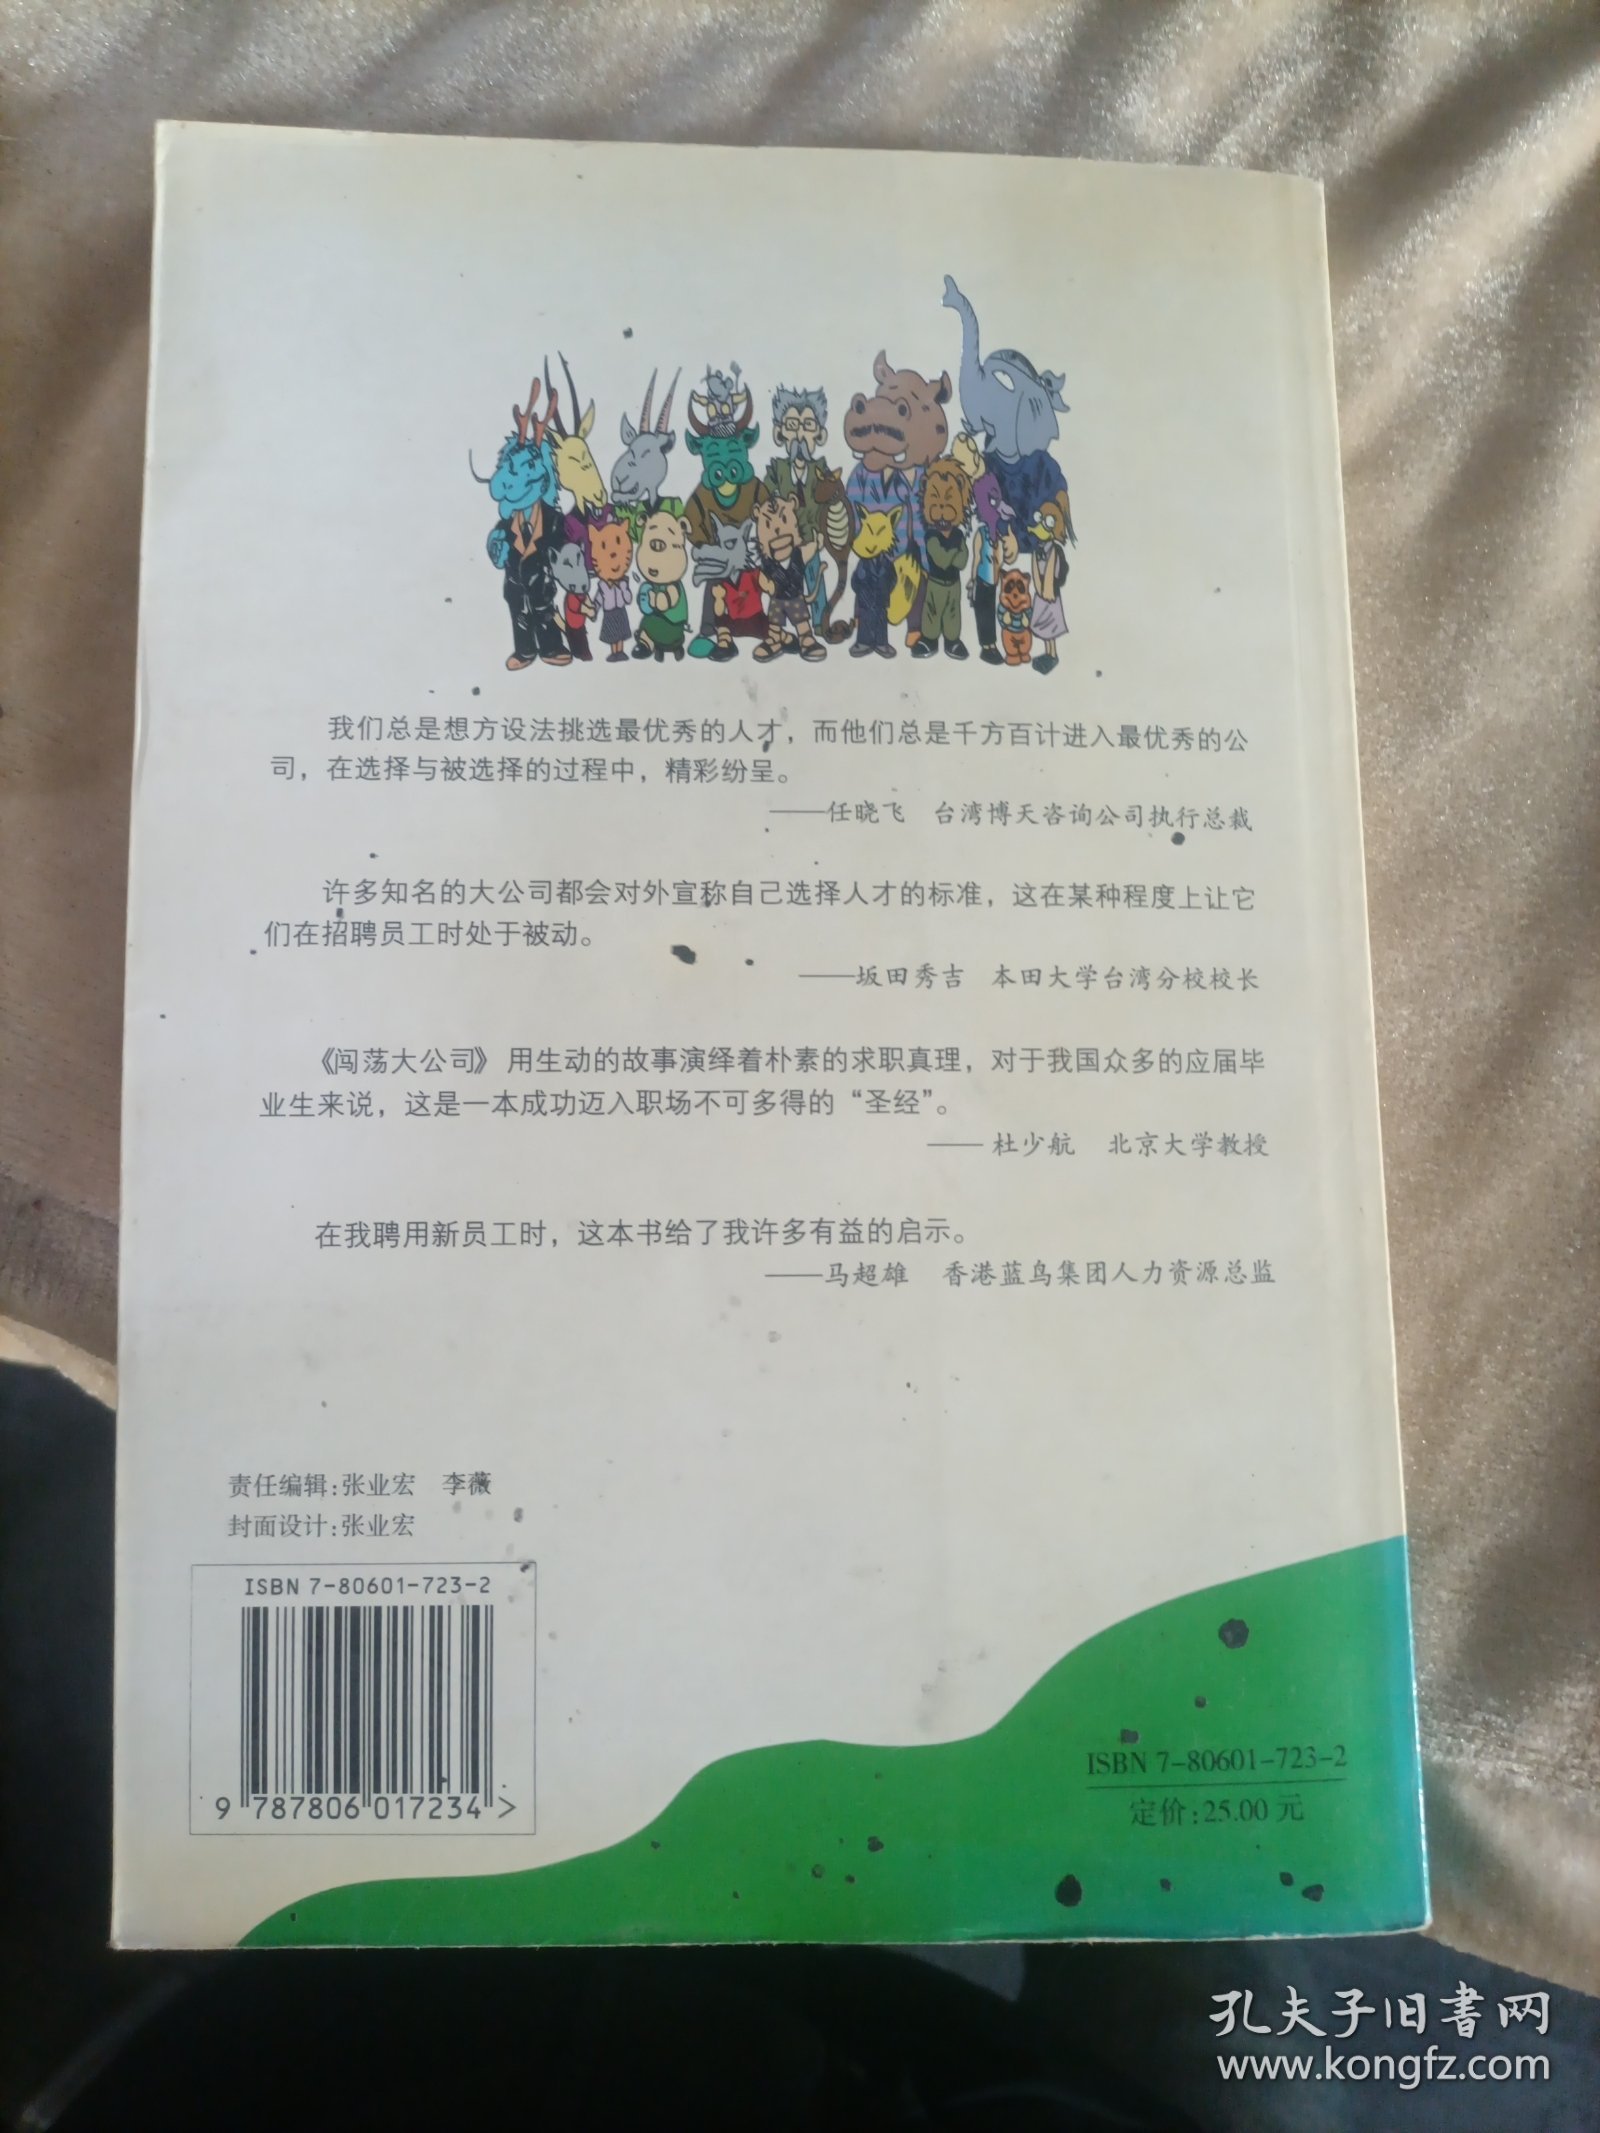 我们总是想方设法挑选最优秀的人才，而他们总是千方百计进入最优秀的公
司，在选择与被选择的过程中，精彩纷呈。
——任晓飞　台湾博天咨询公司执行总裁
许多知名的大公司都会对外宣称自己选择人才的标准，这在某种程度上让它
们在招聘员工时处于被动。
——坂田秀吉　本田大学台湾分校校长
《闯荡大公司》用生动的故事演绎着朴素的求职真理，对于我国众多的应届毕
业生来说，这是一本成功迈入职场不可多得的“圣经”。
——杜少航　北京大学教授
在我聘用新员工时，这本书给了我许多有益的启示。
——马超雄　香港蓝鸟集团人力资源总监
责任编辑：张业宏　李薇
封面设计：张业宏
ISBN 7-80601-723-2
9 787806 017234 >
ISBN 7-80601-723-2
定价：25.00 元
孔夫子旧书网
www.kongfz.com